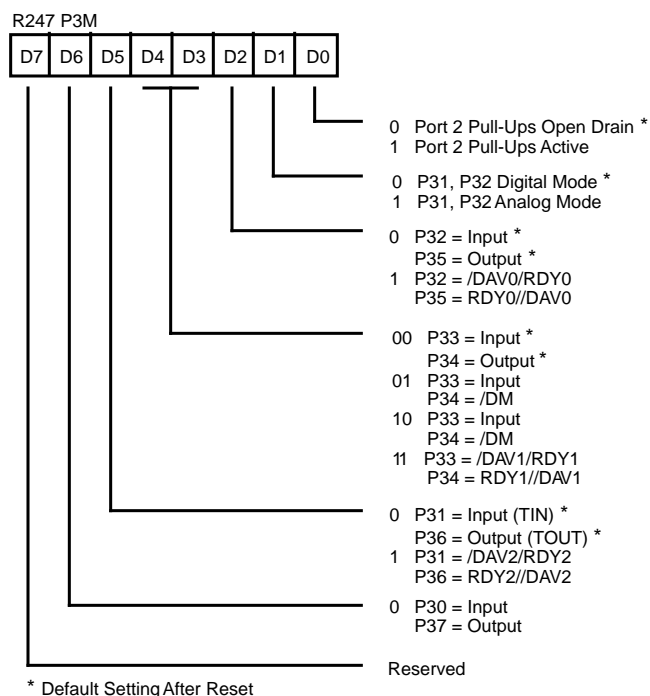 R247 P3M
D7 D6 D5 D4 D3 D2 D1 D0
0 Port 2 Pull-Ups Open Drain *
1 Port 2 Pull-Ups Active
0 P31, P32 Digital Mode *
1 P31, P32 Analog Mode
0 P32 = Input *
P35 = Output *
1 P32 = /DAV0/RDY0
P35 = RDY0//DAV0
00 P33 = Input *
P34 = Output *
01 P33 = Input
P34 = /DM
10 P33 = Input
P34 = /DM
11 P33 = /DAV1/RDY1
P34 = RDY1//DAV1
0 P31 = Input (TIN) *
P36 = Output (TOUT) *
1 P31 = /DAV2/RDY2
P36 = RDY2//DAV2
0 P30 = Input
P37 = Output
Reserved
* Default Setting After Reset